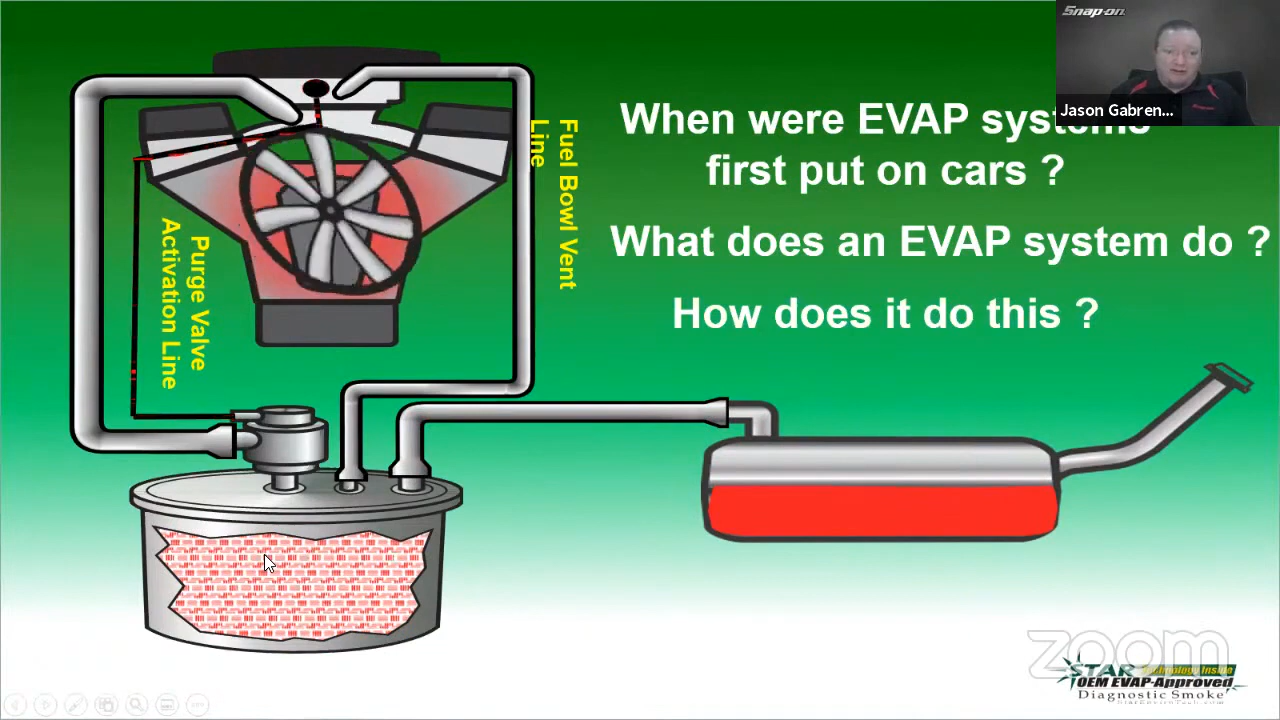 Snap-on
Jason Gabren...
When were EVAP systems
first put on cars ?
What does an EVAP system do ?
How does it do this ?
Fuel Bowl Vent
Line
Purge Valve
Activation Line
zoom
STAR Technology Inside
OEM EVAP-Approved
Diagnostic Smoke